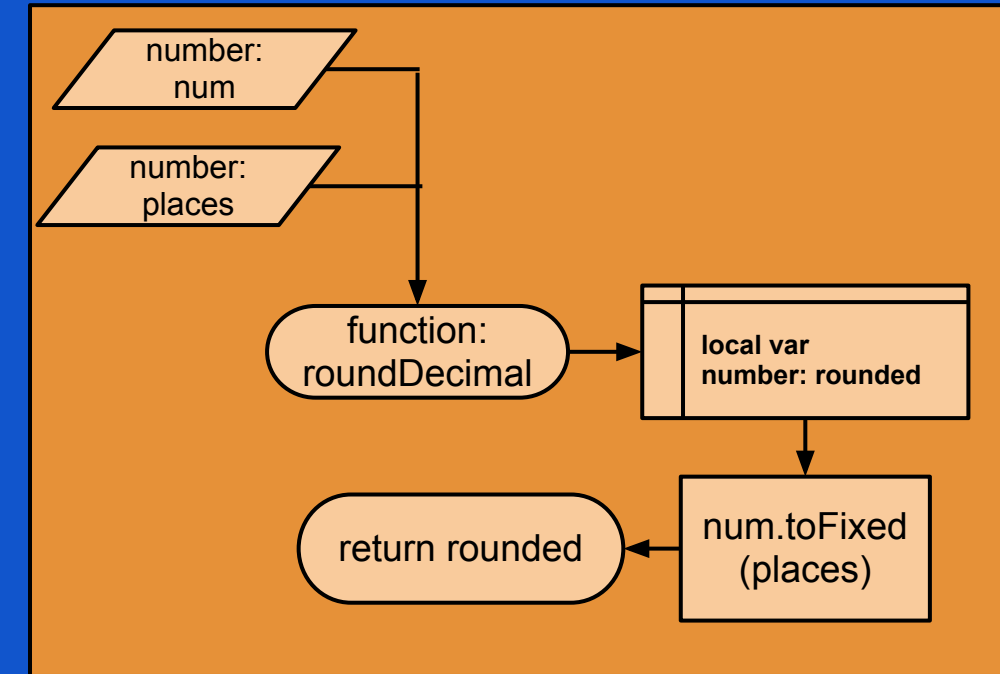 number:
num
number:
places
function:
roundDecimal
local var
number: rounded
num.toFixed
(places)
return rounded